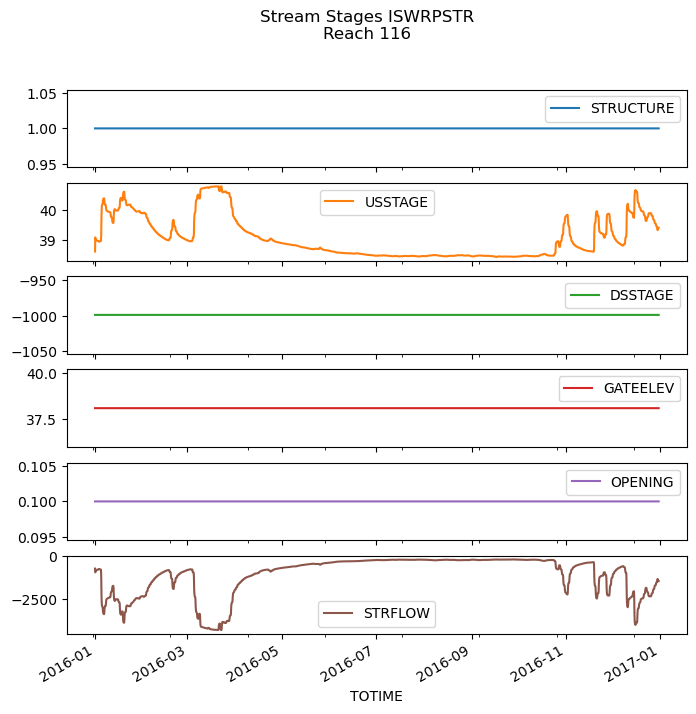 Stream Stages ISWRPSTR
Reach 116
1.05
1.00
0.95
STRUCTURE
40
39
USSTAGE
−950
−1000
−1050
DSSTAGE
40.0
37.5
GATEELEV
0.105
0.100
0.095
OPENING
0
−2500
STRFLOW
2016-01
2016-03
2016-05
2016-07
2016-09
2016-11
2017-01
TOTIME